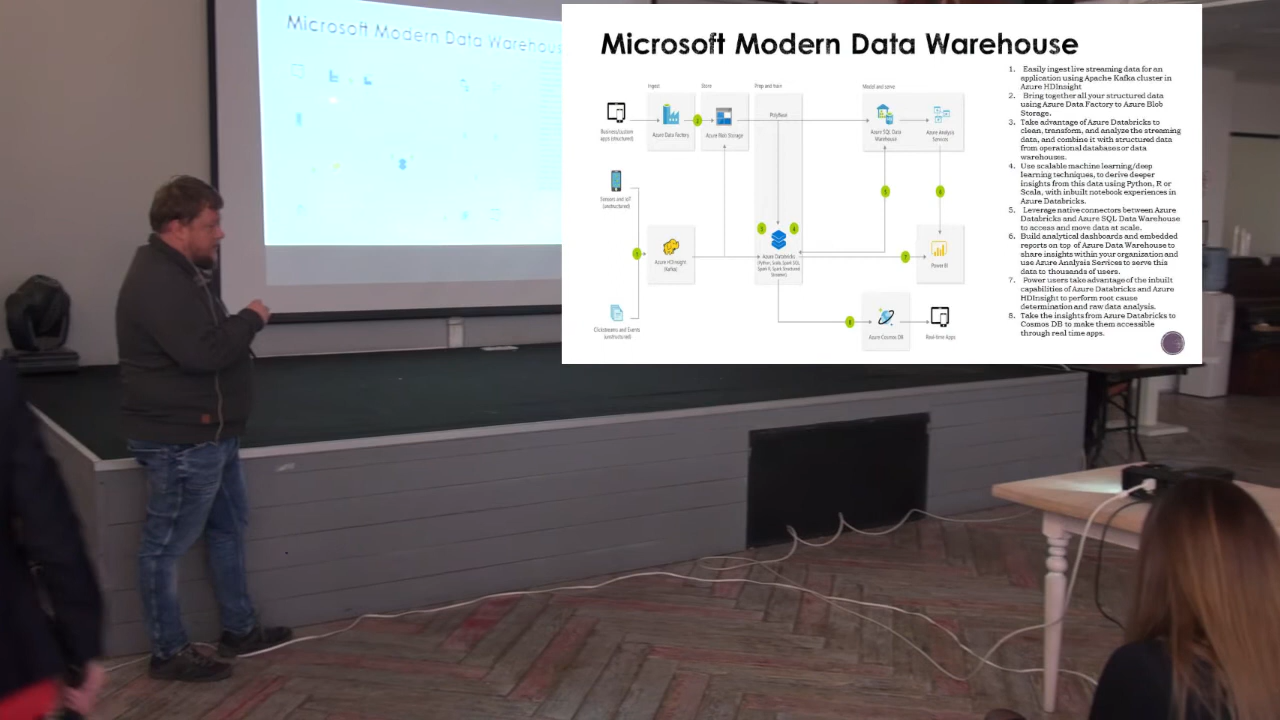 Microsoft Modern Data Warehous
Microsoft Modern Data Warehouse
Ingest
Store
Prep and train
Model and serve
Business/custom
apps (structured)
Azure Data Factory
2
Azure Blob Storage
PolyBase
Azure SQL Data
Warehouse
Azure Analysis
Services
Sensors and IoT
(unstructured)
5
6
3
4
1
Azure HDInsight
(Kafka)
Azure Databricks
(Python, Scala, Spark SQL,
Spark R, Spark Structured
Streams)
7
Power BI
Clickstreams and Events
(unstructured)
8
Azure Cosmos DB
Real-time Apps
1. Easily ingest live streaming data for an
application using Apache Kafka cluster in
Azure HDInsight
2. Bring together all your structured data
using Azure Data Factory to Azure Blob
Storage.
3. Take advantage of Azure Databricks to
clean, transform, and analyze the streaming
data, and combine it with structured data
from operational databases or data
warehouses.
4. Use scalable machine learning/deep
learning techniques, to derive deeper
insights from this data using Python, R or
Scala, with inbuilt notebook experiences in
Azure Databricks.
5. Leverage native connectors between Azure
Databricks and Azure SQL Data Warehouse
to access and move data at scale.
6. Build analytical dashboards and embedded
reports on top of Azure Data Warehouse to
share insights within your organization and
use Azure Analysis Services to serve this
data to thousands of users.
7. Power users take advantage of the inbuilt
capabilities of Azure Databricks and Azure
HDInsight to perform root cause
determination and raw data analysis.
8. Take the insights from Azure Databricks to
Cosmos DB to make them accessible
through real time apps.